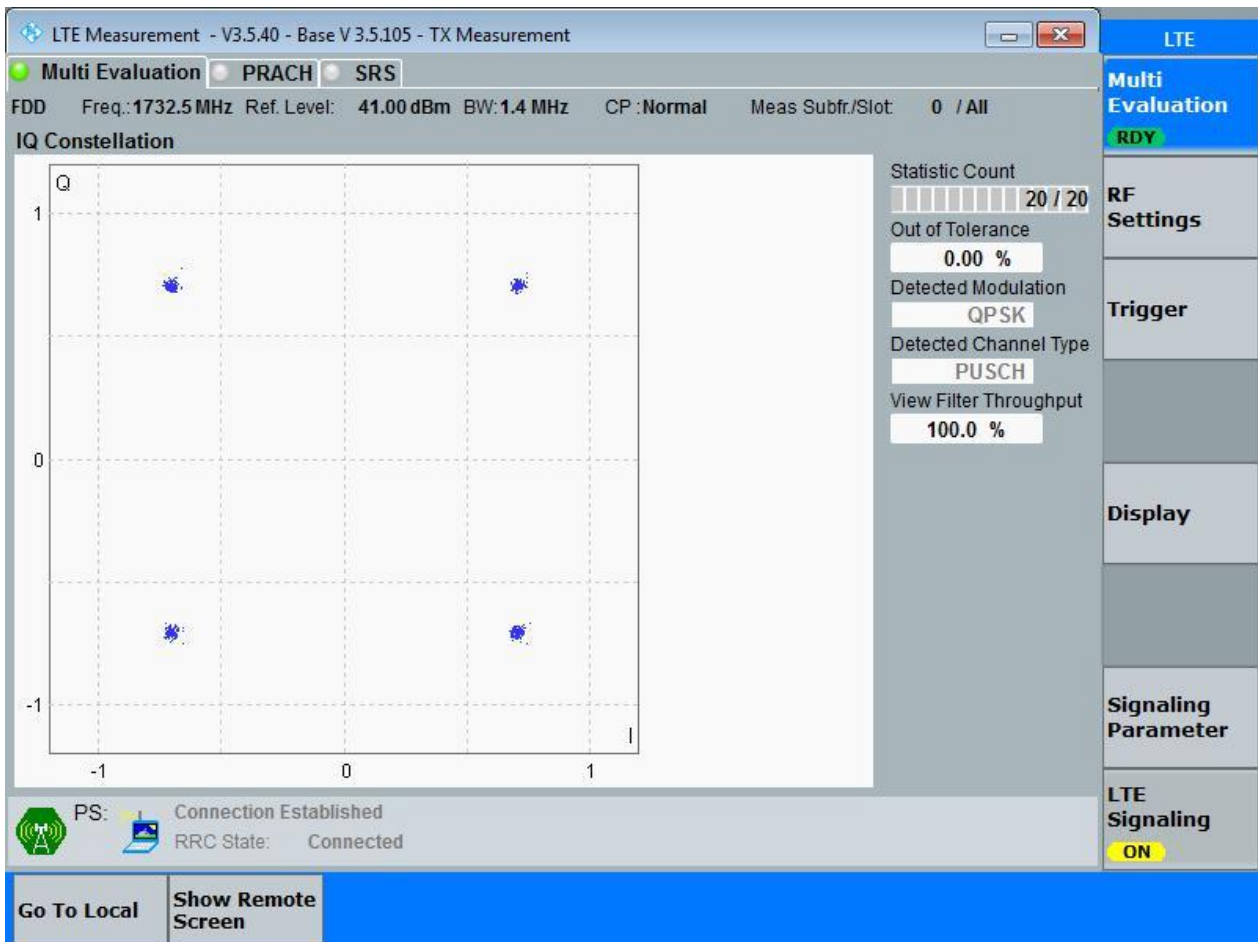 LTE Measurement - V3.5.40 - Base V 3.5.105 - TX Measurement
LTE
Multi Evaluation PRACH SRS
Multi
Evaluation
RDY
FDD Freq.:1732.5 MHz Ref. Level: 41.00 dBm BW:1.4 MHz CP :Normal Meas Subfr./Slot: 0 / All
IQ Constellation
Q
1
0
-1
I
-1 0 1
Statistic Count
20 / 20
Out of Tolerance
0.00 %
Detected Modulation
QPSK
Detected Channel Type
PUSCH
View Filter Throughput
100.0 %
RF
Settings
Trigger
Display
Signaling
Parameter
LTE
Signaling
ON
PS: Connection Established
RRC State: Connected
Go To Local
Show Remote
Screen